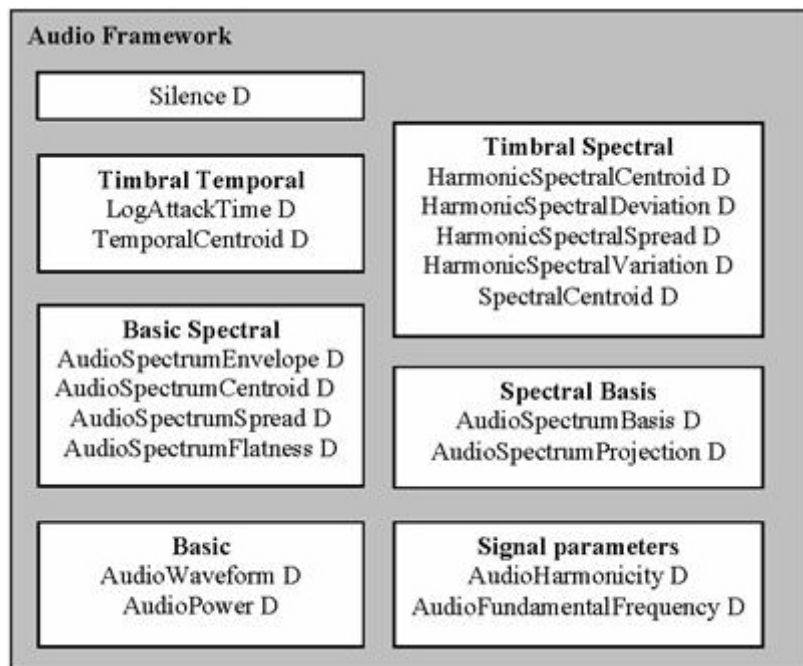 Audio Framework
Silence D
Timbral Temporal
LogAttackTime D
TemporalCentroid D
Basic Spectral
AudioSpectrumEnvelope D
AudioSpectrumCentroid D
AudioSpectrumSpread D
AudioSpectrumFlatness D
Basic
AudioWaveform D
AudioPower D
Timbral Spectral
HarmonicSpectralCentroid D
HarmonicSpectralDeviation D
HarmonicSpectralSpread D
HarmonicSpectralVariation D
SpectralCentroid D
Spectral Basis
AudioSpectrumBasis D
AudioSpectrumProjection D
Signal parameters
AudioHarmonicity D
AudioFundamentalFrequency D